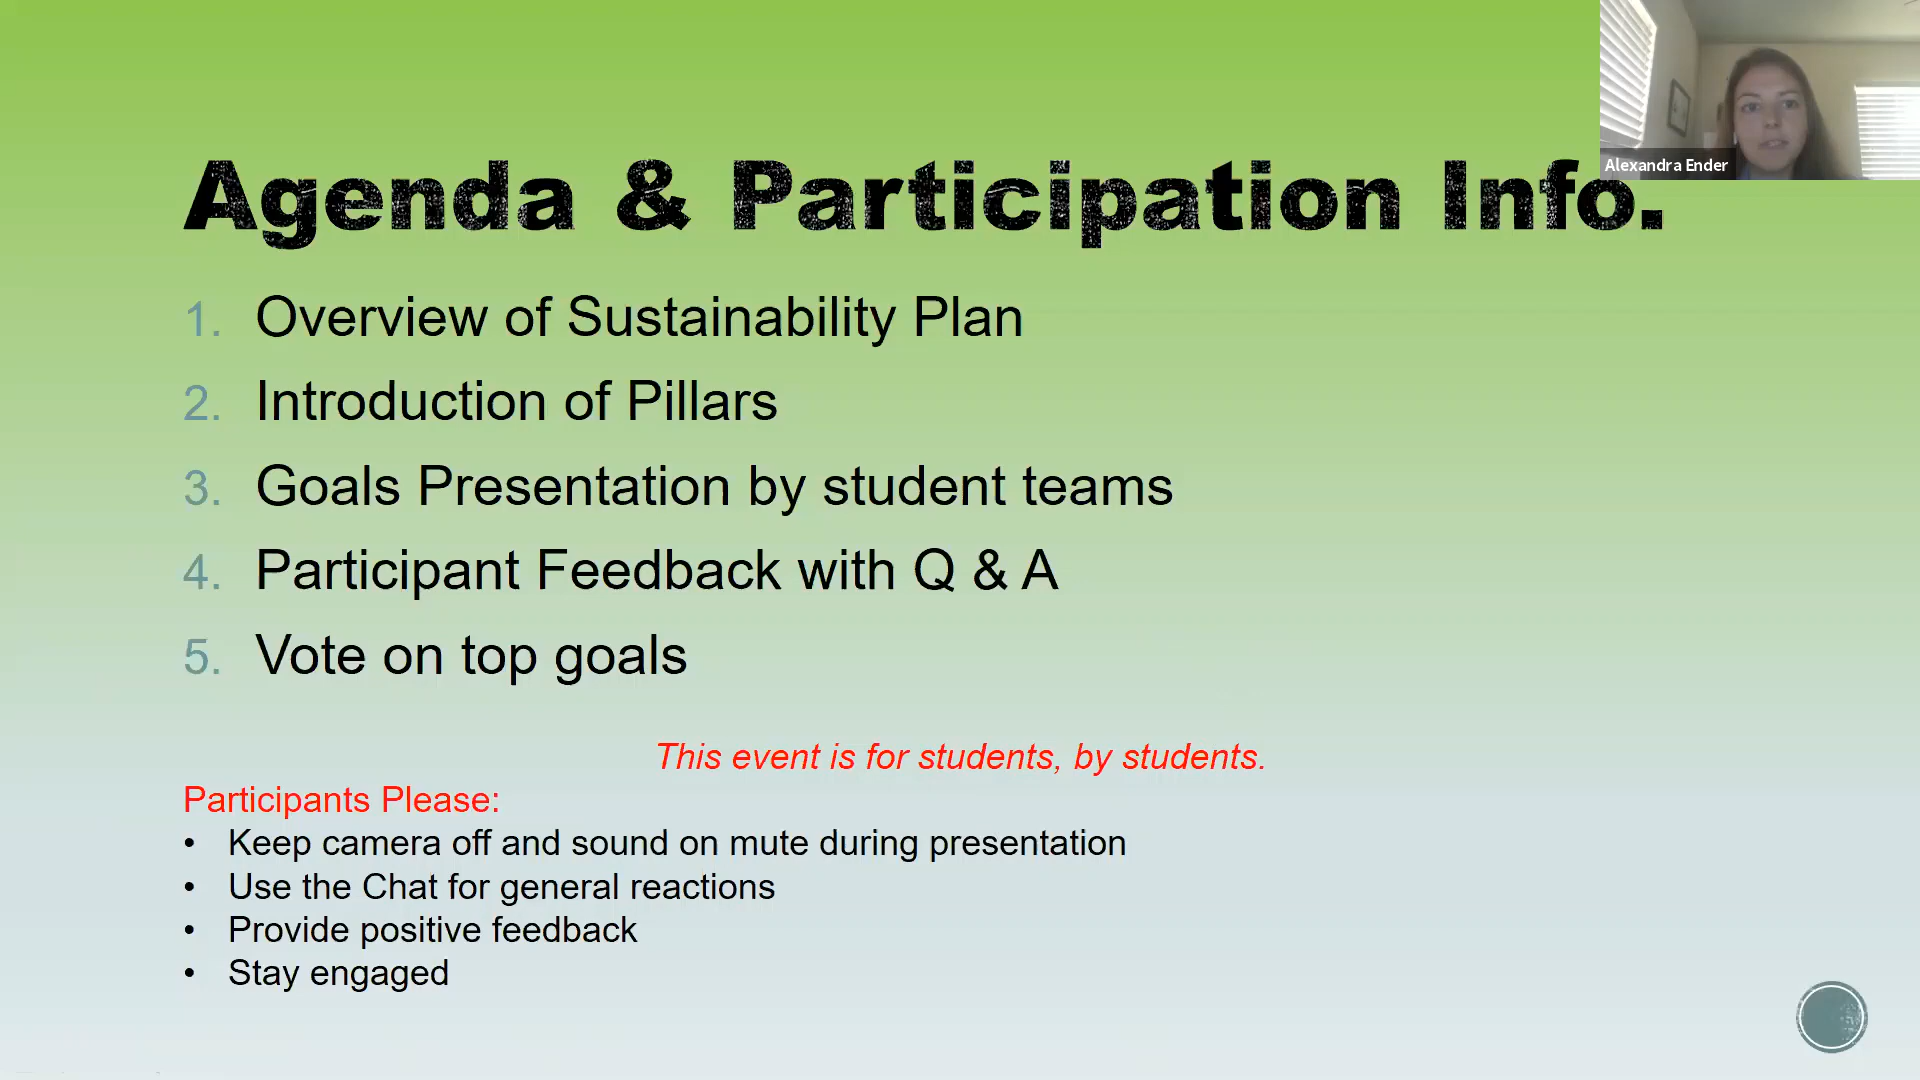 Alexandra Ender
Agenda & Participation Info.
1. Overview of Sustainability Plan
2. Introduction of Pillars
3. Goals Presentation by student teams
4. Participant Feedback with Q & A
5. Vote on top goals
This event is for students, by students.
Participants Please:
• Keep camera off and sound on mute during presentation
• Use the Chat for general reactions
• Provide positive feedback
• Stay engaged